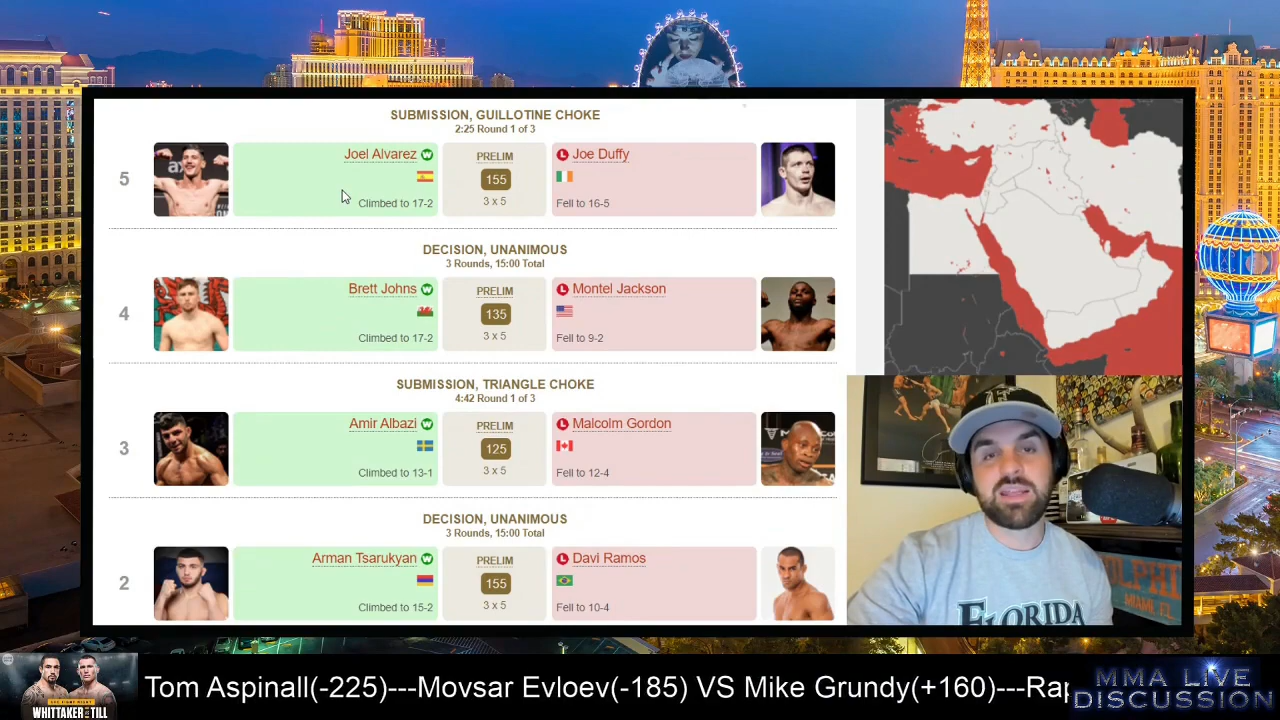 SUBMISSION, GUILLOTINE CHOKE
2:25 Round 1 of 3
5
Joel Alvarez W
Climbed to 17-2
PRELIM
155
3 x 5
L Joe Duffy
Fell to 16-5
DECISION, UNANIMOUS
3 Rounds, 15:00 Total
4
Brett Johns W
Climbed to 17-2
PRELIM
135
3 x 5
L Montel Jackson
Fell to 9-2
SUBMISSION, TRIANGLE CHOKE
4:42 Round 1 of 3
3
Amir Albazi W
Climbed to 13-1
PRELIM
125
3 x 5
L Malcolm Gordon
Fell to 12-4
DECISION, UNANIMOUS
3 Rounds, 15:00 Total
2
Arman Tsarukyan W
Climbed to 15-2
PRELIM
155
3 x 5
L Davi Ramos
Fell to 10-4
FLORIDA
DOLPHI
MIAMI, FL
WHITTAKER
TILL
Tom Aspinall(-225)---Movsar Evloev(-185) VS Mike Grundy(+160)---Rap
MMA LIVE
DISCUSSION